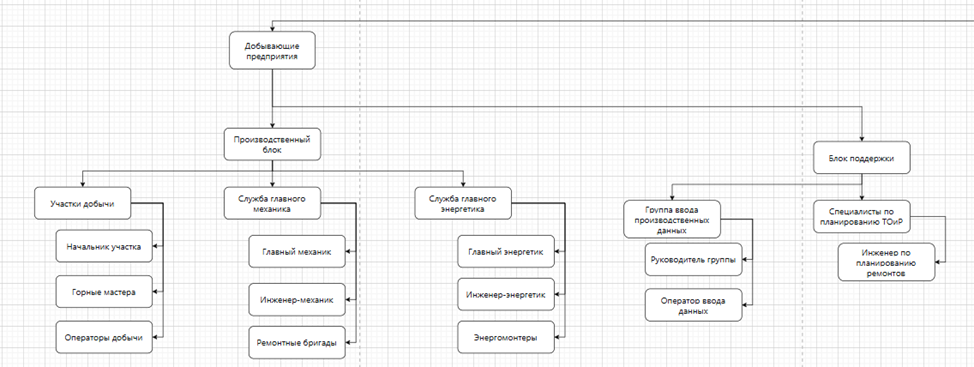 Добывающие
предприятия
Производственный
блок
Блок поддержки
Участки добычи
Служба главного
механика
Служба главного
энергетика
Группа ввода
производственных
данных
Специалисты по
планированию ТОиР
Начальник участка
Главный механик
Главный энергетик
Руководитель группы
Инженер по
планированию
ремонтов
Горные мастера
Инженер-механик
Инженер-энергетик
Оператор ввода
данных
Операторы добычи
Ремонтные бригады
Энергомонтеры